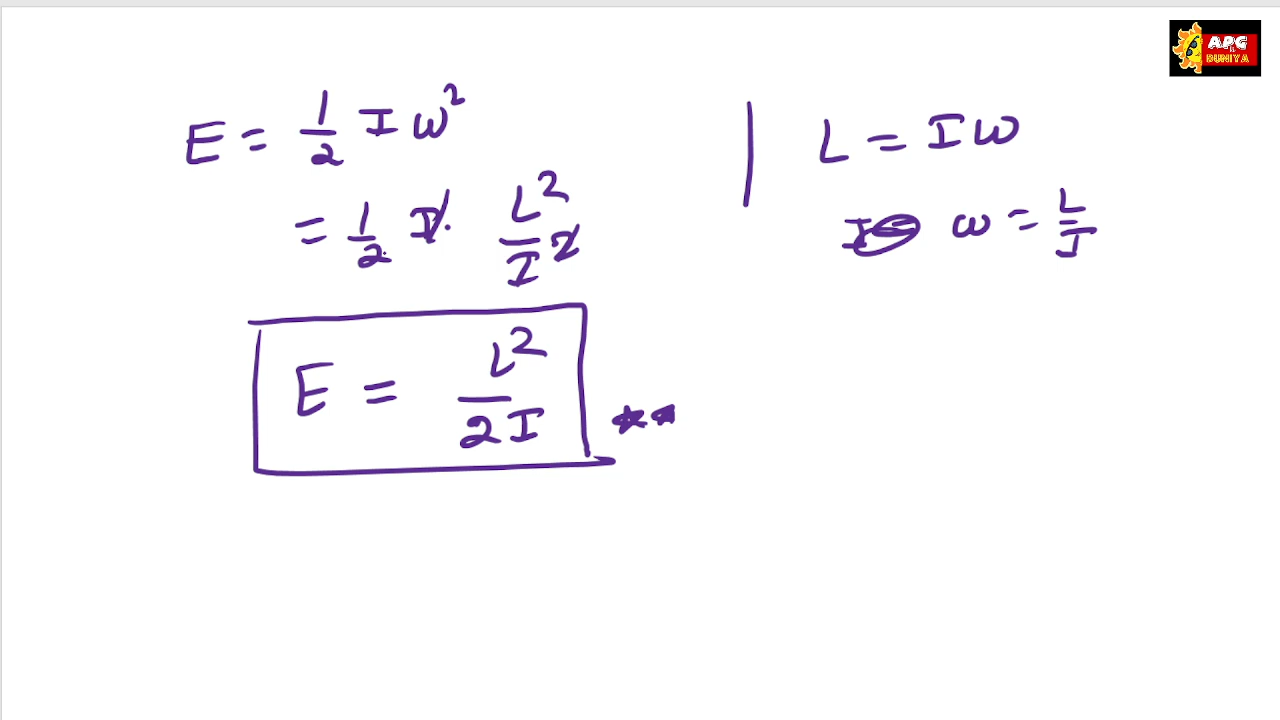 APG
DUNIYA
E = 1/2 I ω²
= 1/2 I · L²/I²
E = L²/2I **
L = Iω
ω = L/I